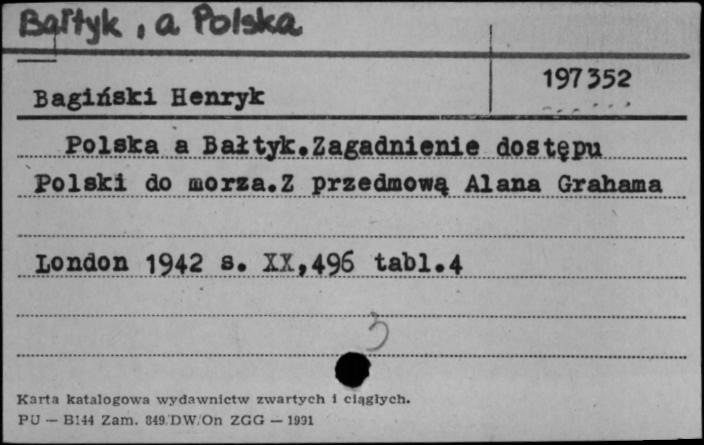 Bałtyk, a Polska
197352
Bagiński Henryk
Polska a Bałtyk.Zagadnienie dostępu
Polski do morza.Z przedmową Alana Grahama
London 1942 s. XX,496 tabl.4
3
Karta katalogowa wydawnictw zwartych i ciągłych.
PU — B144 Zam. 849/DW/On ZGG — 1991